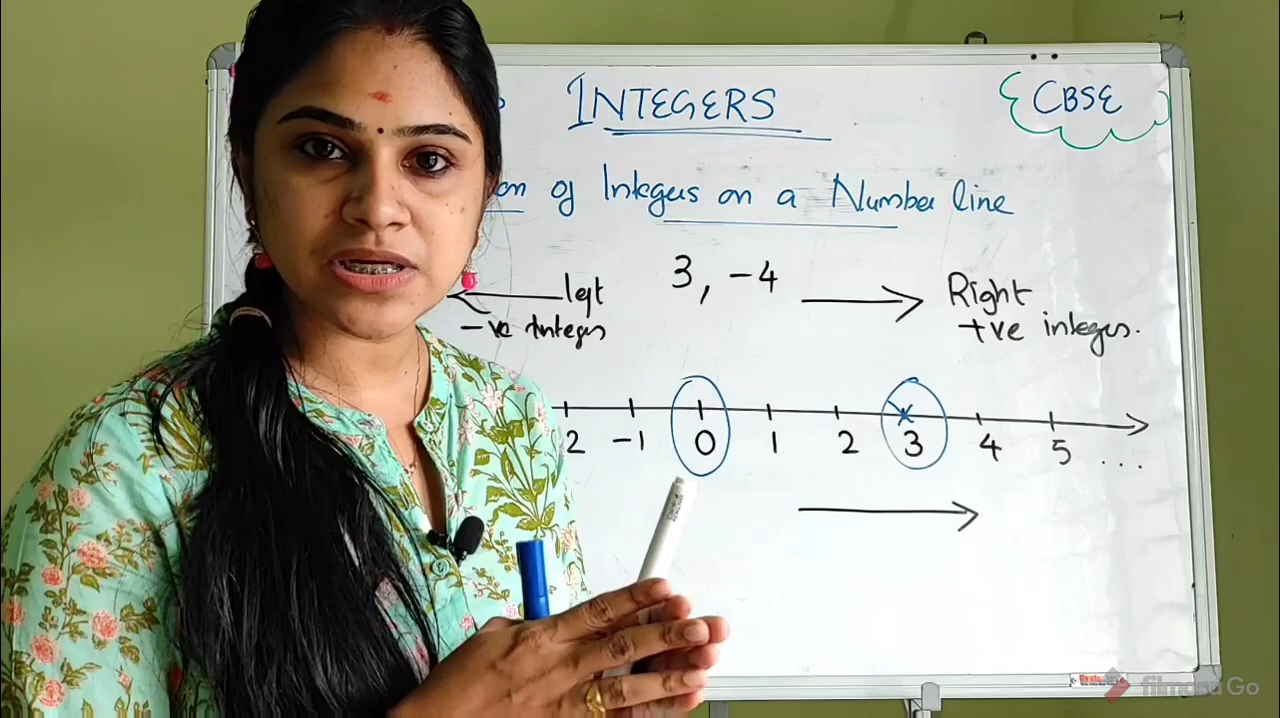 INTEGERS
CBSE
on of Integers on a Number line
3, -4
left
-ve integers
Right
+ve integers.
2 -1 0 1 2 3 4 5 ...
filmora Go